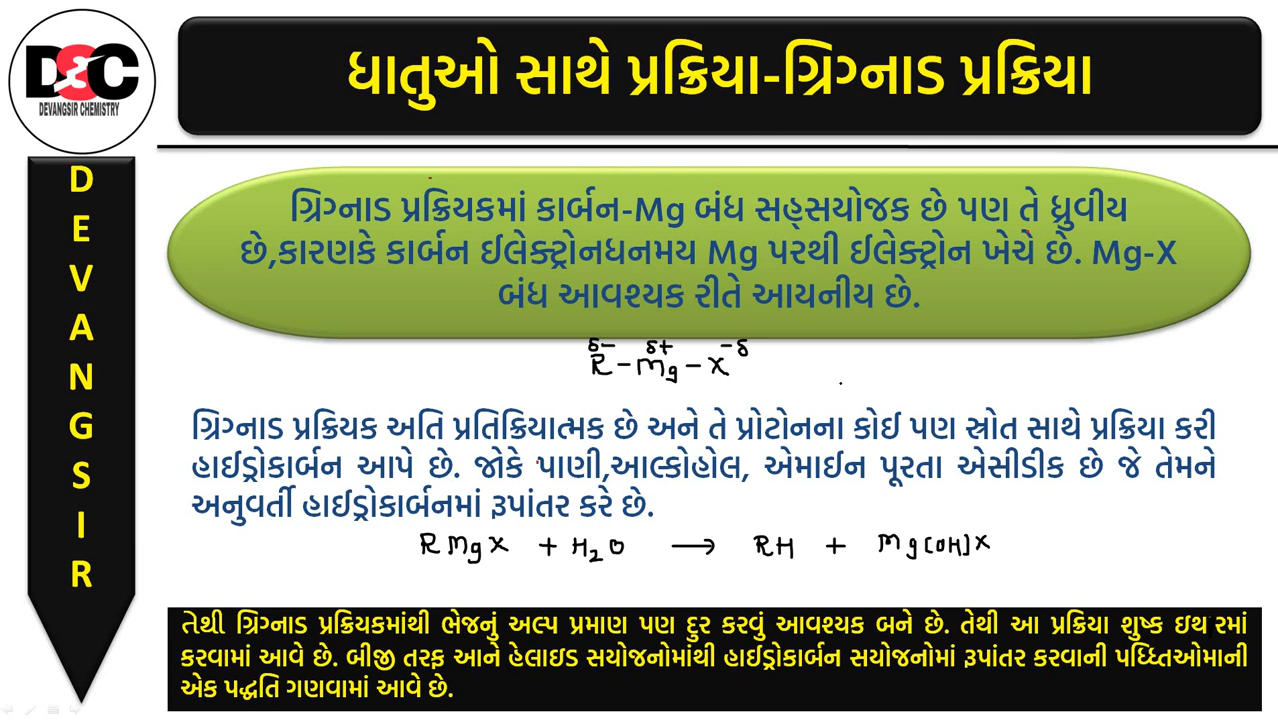 DSC
DEVANGSIR CHEMISTRY
ધાતુઓ સાથે પ્રક્રિયા-ગ્રિગ્નાડ પ્રક્રિયા
D
E
V
A
N
G
S
I
R
ગ્રિગ્નાડ પ્રક્રિયકમાં કાર્બન-Mg બંધ સહ્સયોજક છે પણ તે ધ્રુવીય
છે,કારણકે કાર્બન ઈલેક્ટ્રોનધનમય Mg પરથી ઈલેક્ટ્રોન ખેચે છે. Mg-X
બંધ આવશ્યક રીતે આયનીય છે.
δ− δ+ −δ
R − Mg − X
ગ્રિગ્નાડ પ્રક્રિયક અતિ પ્રતિક્રિયાત્મક છે અને તે પ્રોટોનના કોઈ પણ સ્રોત સાથે પ્રક્રિયા કરી
હાઈડ્રોકાર્બન આપે છે. જોકે પાણી,આલ્કોહોલ, એમાઈન પૂરતા એસીડીક છે જે તેમને
અનુવર્તી હાઈડ્રોકાર્બનમાં રૂપાંતર કરે છે.
RMgX + H₂O ⟶ RH + Mg(OH)X
તેથી ગ્રિગ્નાડ પ્રક્રિયકમાંથી ભેજનું અલ્પ પ્રમાણ પણ દુર કરવું આવશ્યક બને છે. તેથી આ પ્રક્રિયા શુષ્ક ઇથરમાં
કરવામાં આવે છે. બીજી તરફ આને હેલાઇડ સયોજનોમાંથી હાઈડ્રોકાર્બન સયોજનોમાં રૂપાંતર કરવાની પધ્ધ્તિઓમાની
એક પદ્ધતિ ગણવામાં આવે છે.